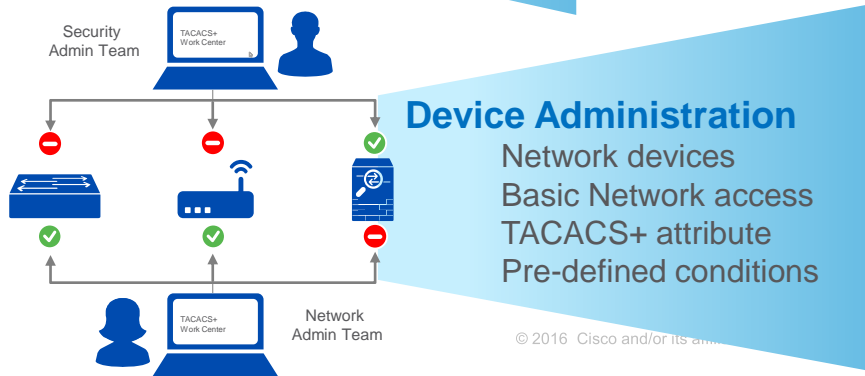 Security
Admin Team
TACACS+
Work Center
Device Administration
Network devices
Basic Network access
TACACS+ attribute
Pre-defined conditions
TACACS+
Work Center
Network
Admin Team
© 2016 Cisco and/or its